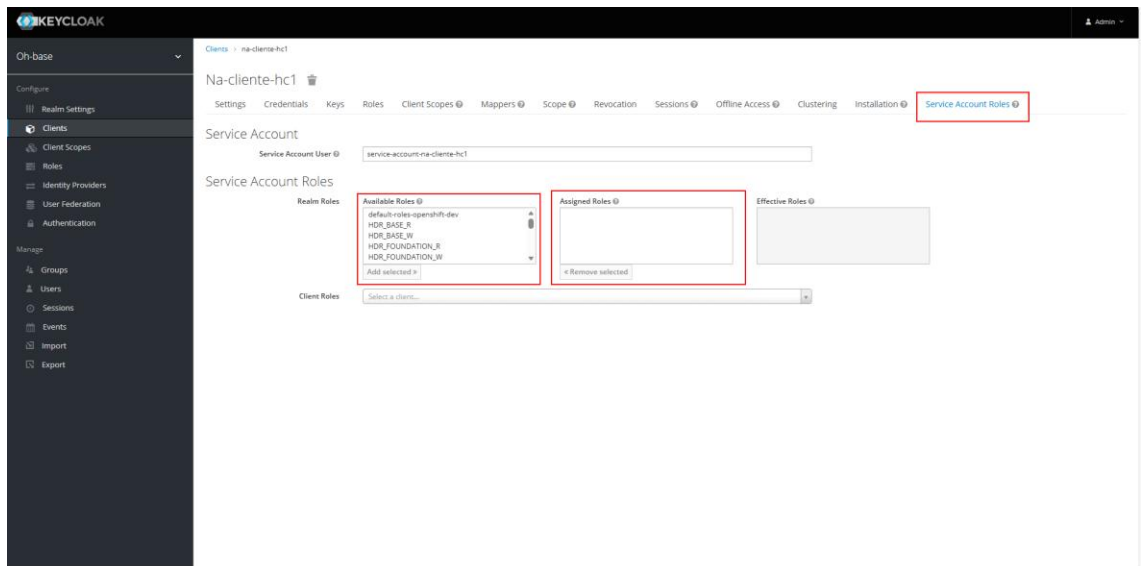 KEYCLOAK
Admin
Oh-base
Configure
Realm Settings
Clients
Client Scopes
Roles
Identity Providers
User Federation
Authentication
Manage
Groups
Users
Sessions
Events
Import
Export
Clients > na-cliente-hc1
Na-cliente-hc1
Settings Credentials Keys Roles Client Scopes Mappers Scope Revocation Sessions Offline Access Clustering Installation Service Account Roles
Service Account
Service Account User service-account-na-cliente-hc1
Service Account Roles
Realm Roles Available Roles Assigned Roles Effective Roles
default-roles-openshift-dev
HDR_BASE_R
HDR_BASE_W
HDR_FOUNDATION_R
HDR_FOUNDATION_W
Add selected » « Remove selected
Client Roles Select a client...